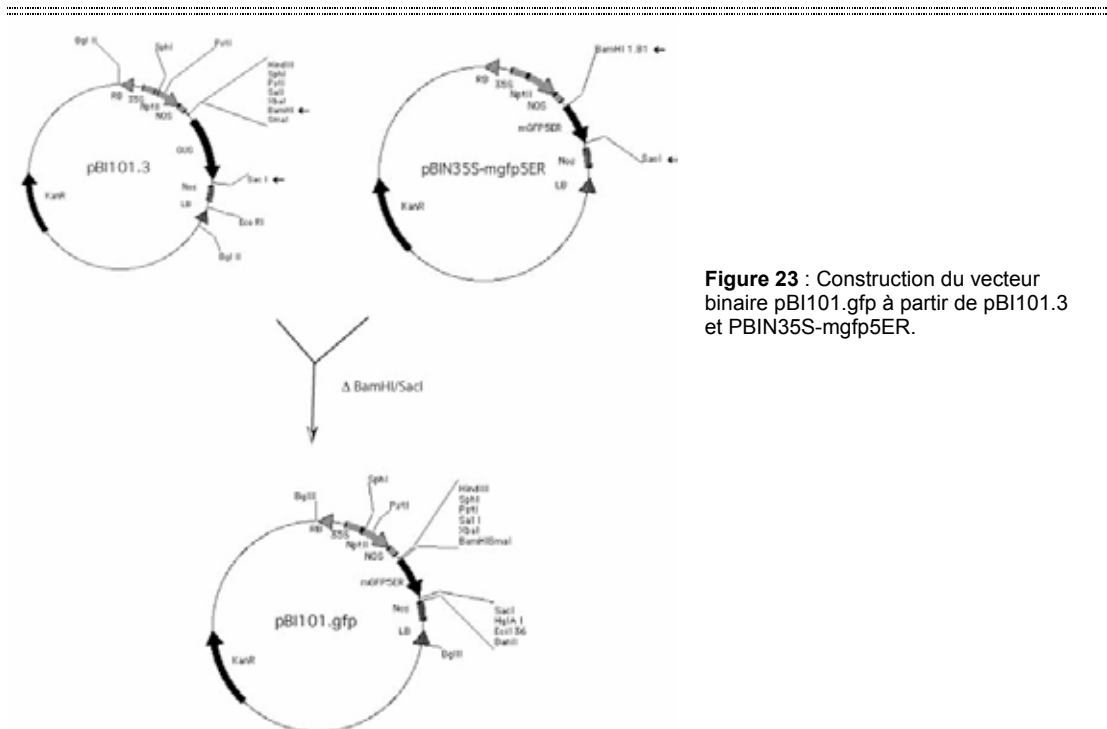 Bgl II
SphI
PstI
HindIII
SphI
PstI
SalI
XbaI
BamHI ←
SmaI
RB
35S
NptII
NOS
GUS
pBI101.3
KanR
Nos
LB
Sac I ←
Eco RI
Bgl II
BamHI 1.81 ←
RB
35S
NptII
NOS
mGFP5ER
pBIN35S-mgfp5ER
SacI ←
Nos
LB
KanR
Figure 23 : Construction du vecteur
binaire pBI101.gfp à partir de pBI101.3
et PBIN35S-mgfp5ER.
Δ BamHI/SacI
BglII
SphI
PstI
HindIII
SphI
PstI
Sal I
XbaI
BamHISmaI
RB
35S
NptII
NOS
mGFP5ER
pBI101.gfp
Nos
LB
KanR
SacI
HgiA I
Ecl136
BanII
BglII